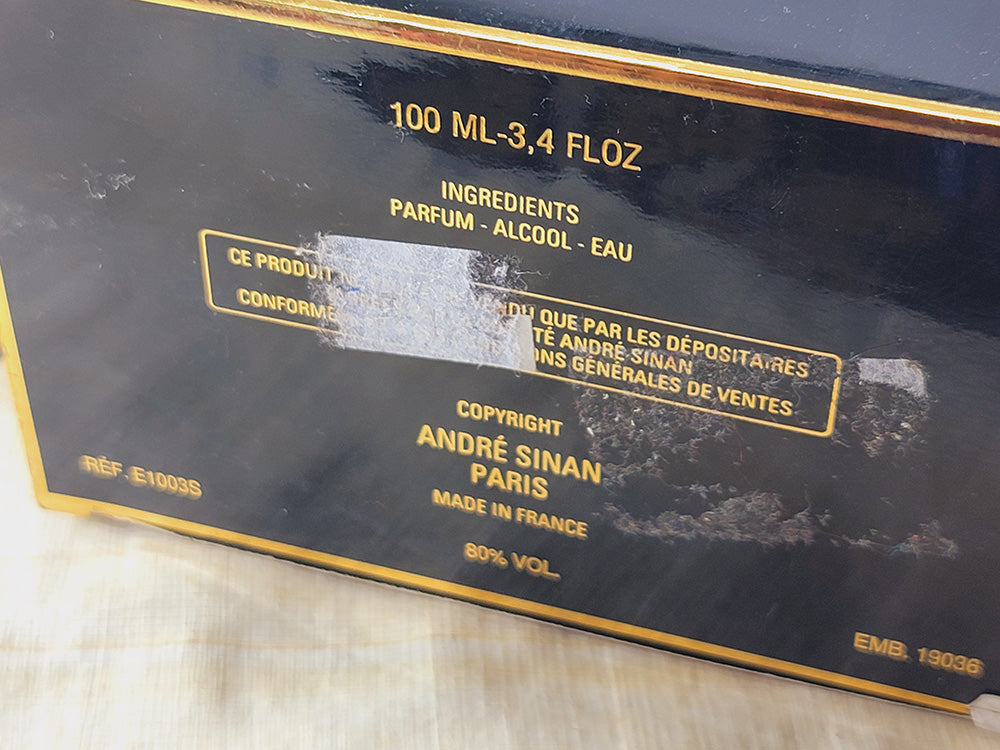 100 ML-3,4 FLOZ
INGREDIENTS
PARFUM - ALCOOL - EAU
CE PRODUIT QUE PAR LES DÉPOSITAIRES
ANDRÉ SINAN
CONFORME GÉNÉRALES DE VENTES
COPYRIGHT
ANDRÉ SINAN
PARIS
MADE IN FRANCE
RÉF. E1003S
80% VOL.
EMB. 19036